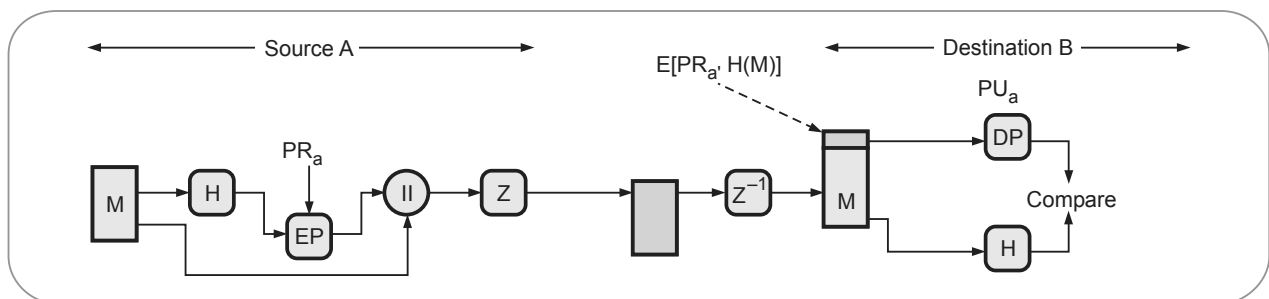 Source A
Destination B
E[PRa, H(M)]
PUa
DP
PRa
M
H
II
Z
Z–1
M
Compare
EP
H